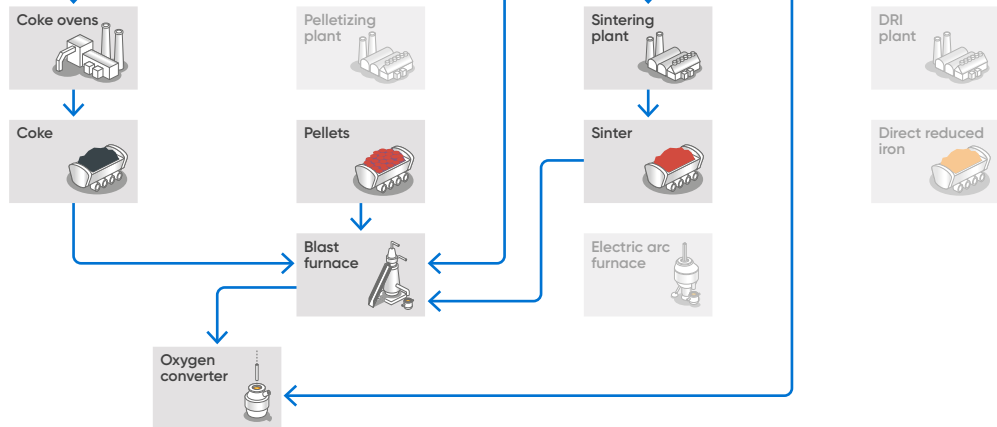 Coke ovens
Pelletizing
plant
Sintering
plant
DRI
plant
Coke
Pellets
Sinter
Direct reduced
iron
Blast
furnace
Electric arc
furnace
Oxygen
converter